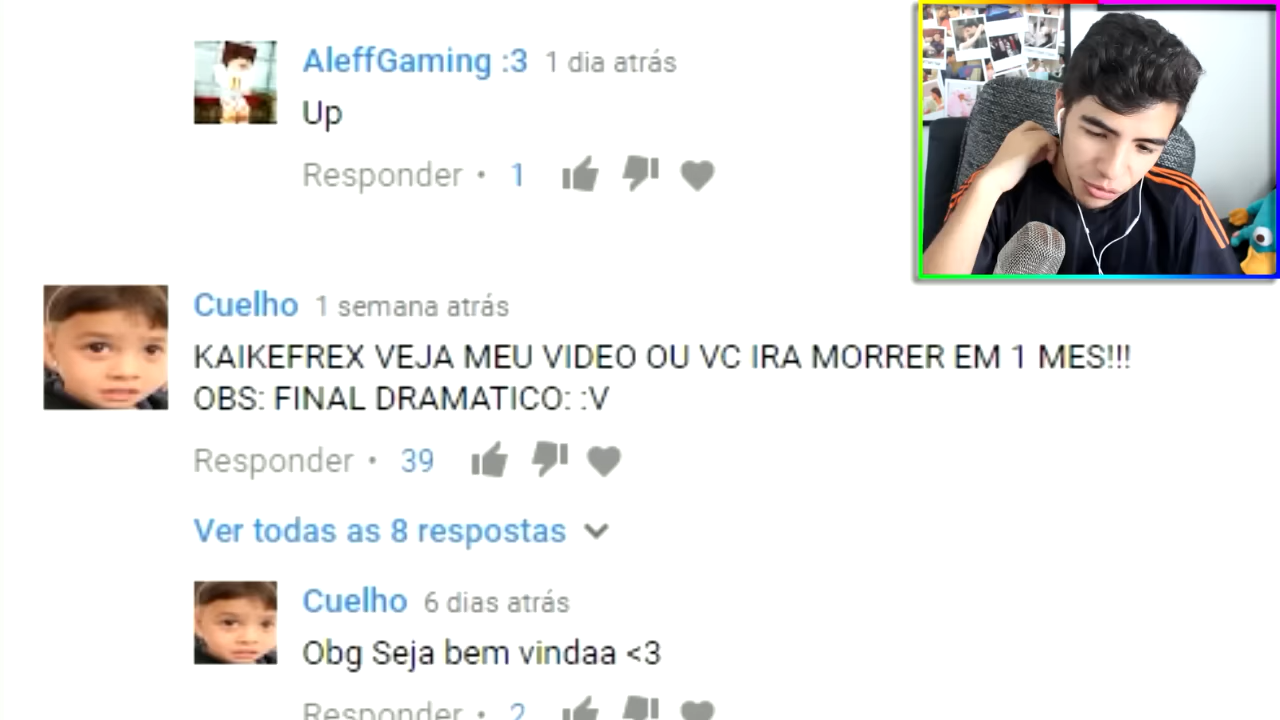 AleffGaming :3 1 dia atrás
Up
Responder • 1
Cuelho 1 semana atrás
KAIKEFREX VEJA MEU VIDEO OU VC IRA MORRER EM 1 MES!!!
OBS: FINAL DRAMATICO: :V
Responder • 39
Ver todas as 8 respostas
Cuelho 6 dias atrás
Obg Seja bem vindaa <3
Responder • 2